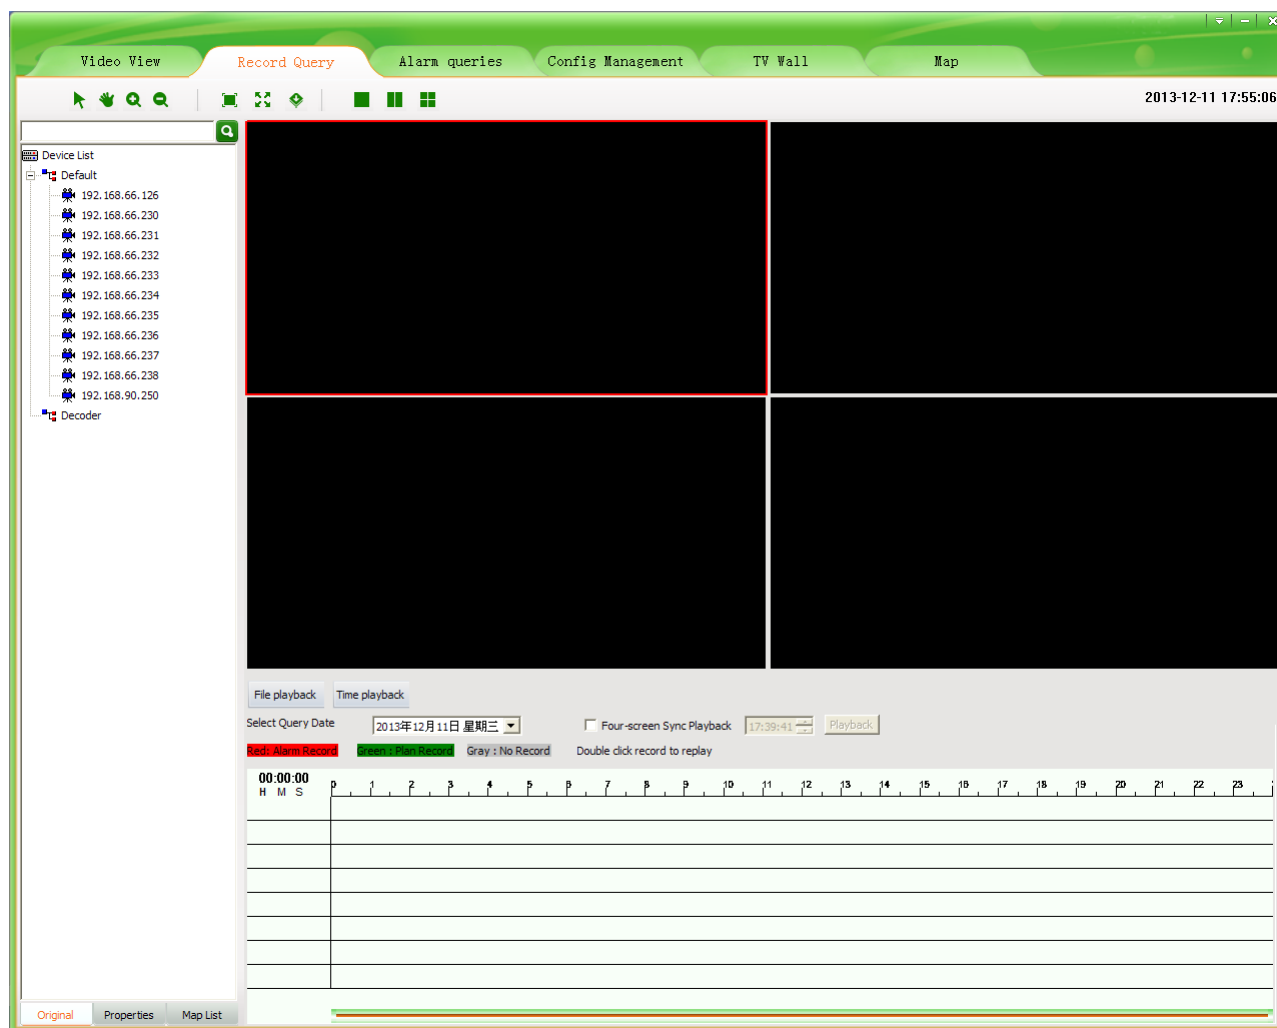 Video View Record Query Alarm queries Config Management TV Wall Map
2013-12-11 17:55:06
Device List
Default
192.168.66.126
192.168.66.230
192.168.66.231
192.168.66.232
192.168.66.233
192.168.66.234
192.168.66.235
192.168.66.236
192.168.66.237
192.168.66.238
192.168.90.250
Decoder
File playback Time playback
Select Query Date 2013年12月11日 星期三 Four-screen Sync Playback 17:39:41 Playback
Red: Alarm Record Green : Plan Record Gray : No Record Double click record to replay
00:00:00 0 1 2 3 4 5 6 7 8 9 10 11 12 13 14 15 16 17 18 19 20 21 22 23
H M S
Original Properties Map List